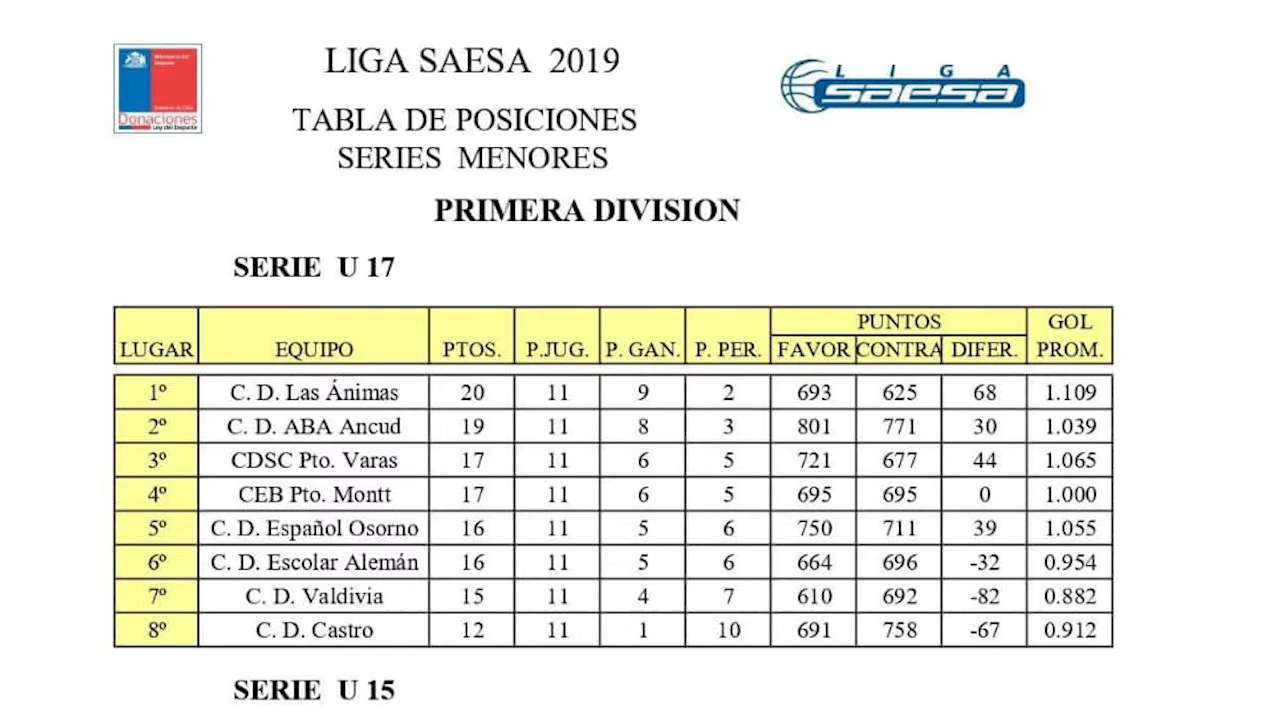 LIGA SAESA 2019
Donaciones
Ley del Deporte
LIGA
saesa
TABLA DE POSICIONES
SERIES MENORES
PRIMERA DIVISION
SERIE U 17
LUGAR EQUIPO PTOS. P.JUG. P. GAN. P. PER. PUNTOS FAVOR CONTRA DIFER. GOL PROM.
1º C. D. Las Ánimas 20 11 9 2 693 625 68 1.109
2º C. D. ABA Ancud 19 11 8 3 801 771 30 1.039
3º CDSC Pto. Varas 17 11 6 5 721 677 44 1.065
4º CEB Pto. Montt 17 11 6 5 695 695 0 1.000
5º C. D. Español Osorno 16 11 5 6 750 711 39 1.055
6º C. D. Escolar Alemán 16 11 5 6 664 696 -32 0.954
7º C. D. Valdivia 15 11 4 7 610 692 -82 0.882
8º C. D. Castro 12 11 1 10 691 758 -67 0.912
SERIE U 15